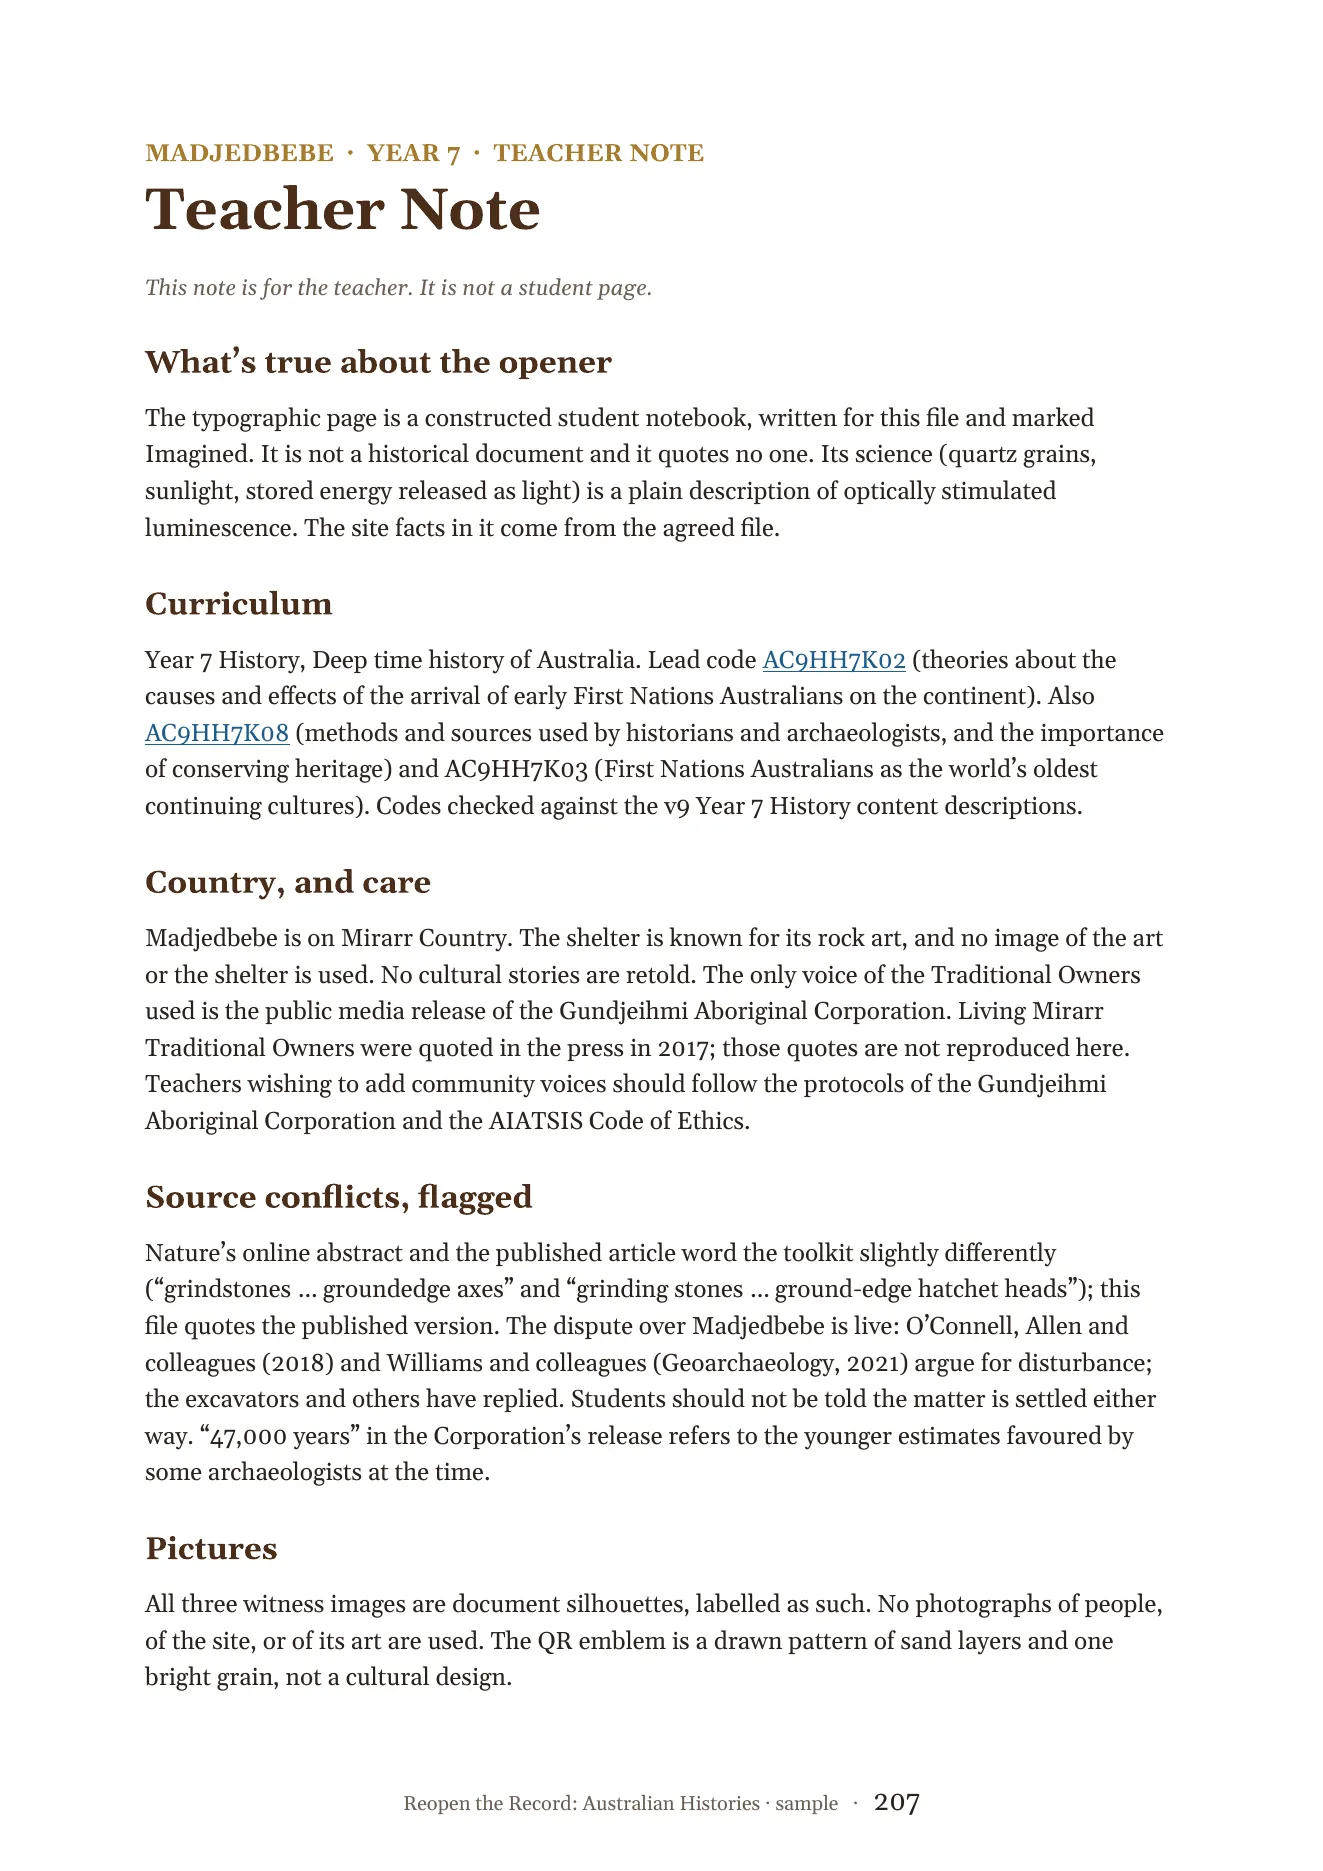 MADJEDBEBE · YEAR 7 · TEACHER NOTE
Teacher Note
This note is for the teacher. It is not a student page.
What’s true about the opener
The typographic page is a constructed student notebook, written for this file and marked
Imagined. It is not a historical document and it quotes no one. Its science (quartz grains,
sunlight, stored energy released as light) is a plain description of optically stimulated
luminescence. The site facts in it come from the agreed file.
Curriculum
Year 7 History, Deep time history of Australia. Lead code AC9HH7K02 (theories about the
causes and effects of the arrival of early First Nations Australians on the continent). Also
AC9HH7K08 (methods and sources used by historians and archaeologists, and the importance
of conserving heritage) and AC9HH7K03 (First Nations Australians as the world’s oldest
continuing cultures). Codes checked against the v9 Year 7 History content descriptions.
Country, and care
Madjedbebe is on Mirarr Country. The shelter is known for its rock art, and no image of the art
or the shelter is used. No cultural stories are retold. The only voice of the Traditional Owners
used is the public media release of the Gundjeihmi Aboriginal Corporation. Living Mirarr
Traditional Owners were quoted in the press in 2017; those quotes are not reproduced here.
Teachers wishing to add community voices should follow the protocols of the Gundjeihmi
Aboriginal Corporation and the AIATSIS Code of Ethics.
Source conflicts, flagged
Nature’s online abstract and the published article word the toolkit slightly differently
(“grindstones … groundedge axes” and “grinding stones … ground-edge hatchet heads”); this
file quotes the published version. The dispute over Madjedbebe is live: O’Connell, Allen and
colleagues (2018) and Williams and colleagues (Geoarchaeology, 2021) argue for disturbance;
the excavators and others have replied. Students should not be told the matter is settled either
way. “47,000 years” in the Corporation’s release refers to the younger estimates favoured by
some archaeologists at the time.
Pictures
All three witness images are document silhouettes, labelled as such. No photographs of people,
of the site, or of its art are used. The QR emblem is a drawn pattern of sand layers and one
bright grain, not a cultural design.
Reopen the Record: Australian Histories · sample · 207